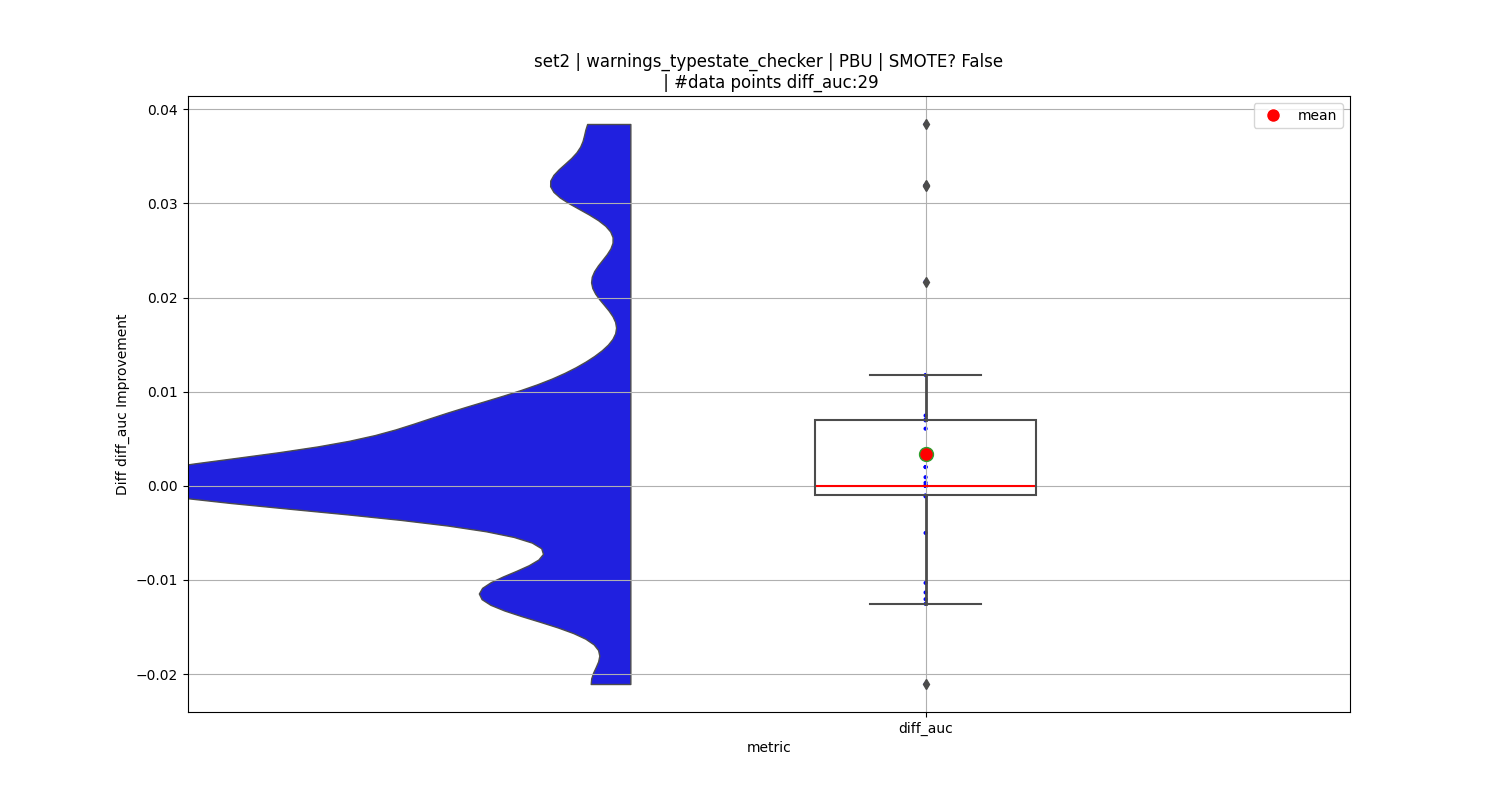 set2 | warnings_typestate_checker | PBU | SMOTE? False
| #data points diff_auc:29
mean
0.04
0.03
0.02
0.01
0.00
−0.01
−0.02
Diff diff_auc Improvement
diff_auc
metric